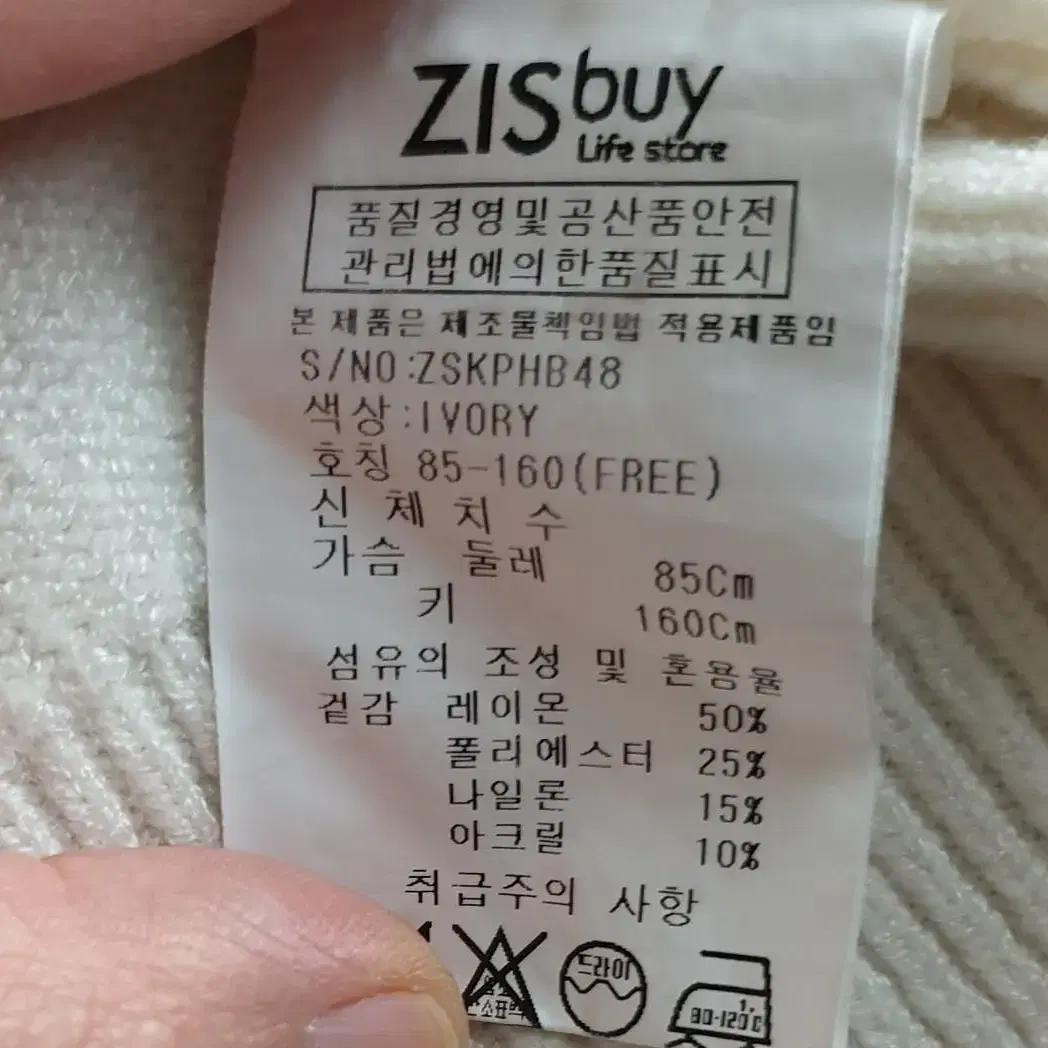 ZIS buy
Life store
품질경영및공산품안전
관리법에의한품질표시
본 제품은 제조물책임법 적용제품임
S/NO:ZSKPHB48
색상:IVORY
호칭 85-160(FREE)
신 체 치 수
가슴 둘레 85Cm
키 160Cm
섬유의 조성 및 혼용율
겉감 레이온 50%
폴리에스터 25%
나일론 15%
아크릴 10%
취급주의 사항
드라이
80-120℃